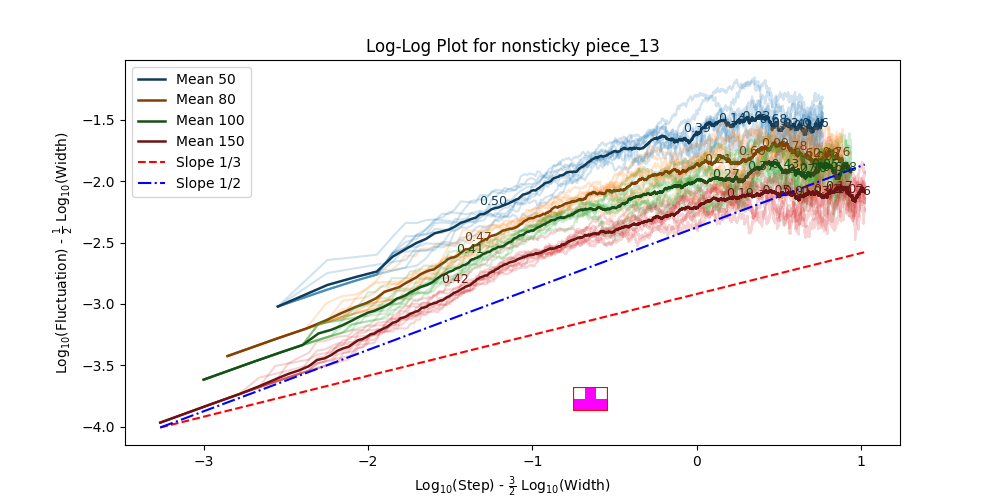 Log-Log Plot for nonsticky piece_13
Mean 50
Mean 80
Mean 100
Mean 150
Slope 1/3
Slope 1/2
Log₁₀(Fluctuation) - 1/2 Log₁₀(Width)
−1.5
−2.0
−2.5
−3.0
−3.5
−4.0
0.50
0.47
0.41
0.42
0.39
0.27
−3
−2
−1
0
1
Log₁₀(Step) - 3/2 Log₁₀(Width)